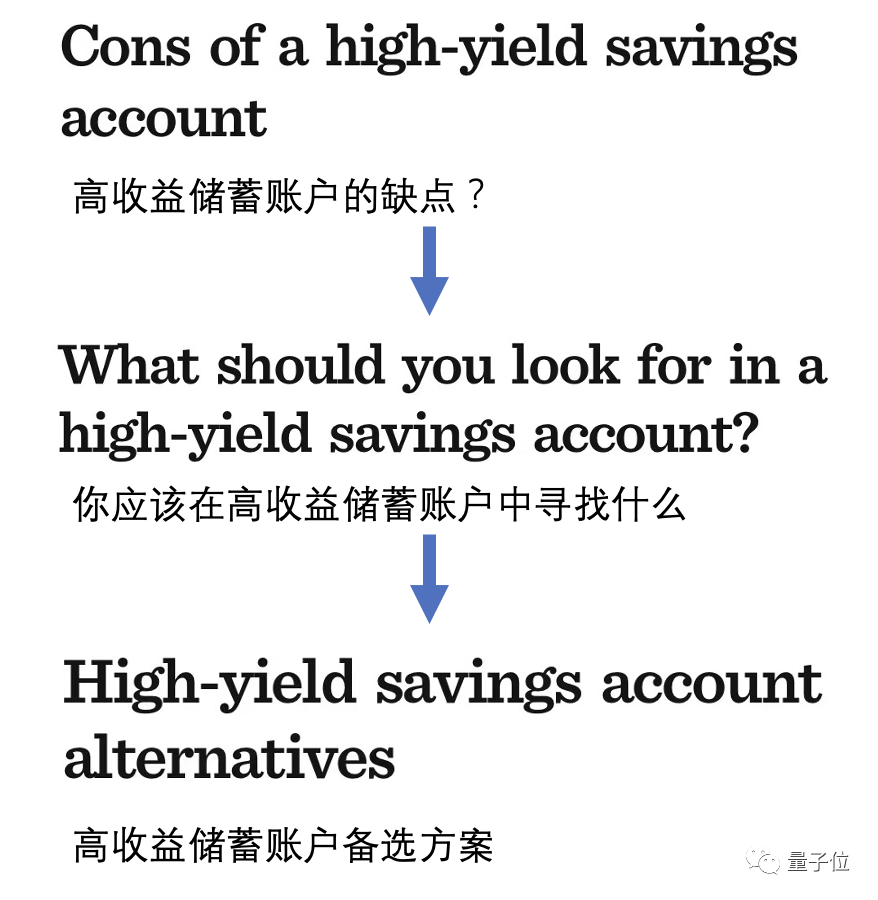 Cons of a high-yield savings
account
高收益储蓄账户的缺点？
What should you look for in a
high-yield savings account?
你应该在高收益储蓄账户中寻找什么
High-yield savings account
alternatives
高收益储蓄账户备选方案
量子位